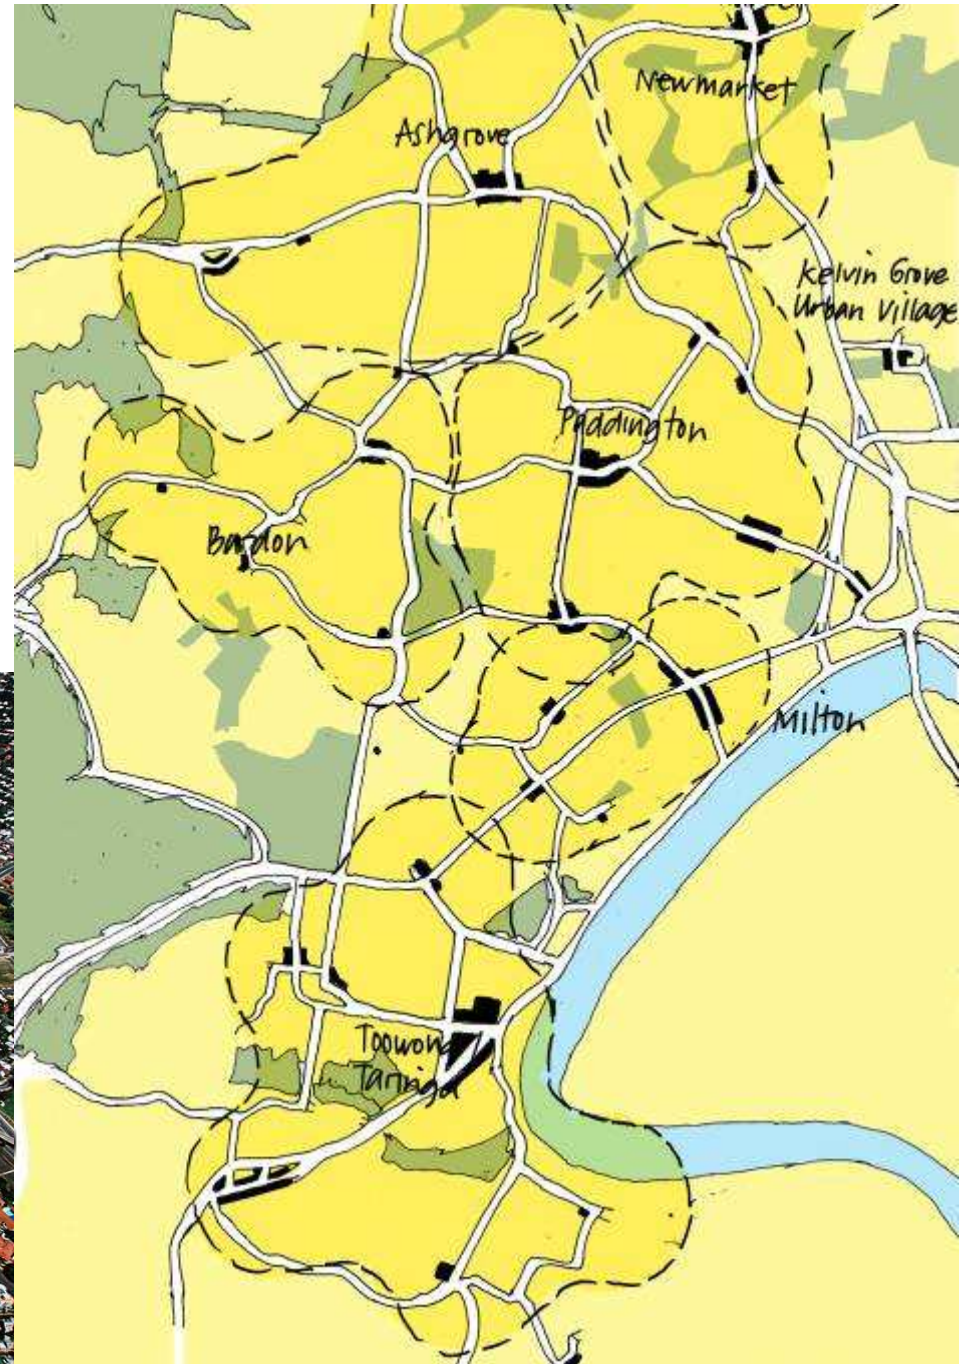 Newmarket
Ashgrove
Kelvin Grove
Urban Village
Paddington
Bardon
Milton
Toowong
Taringa